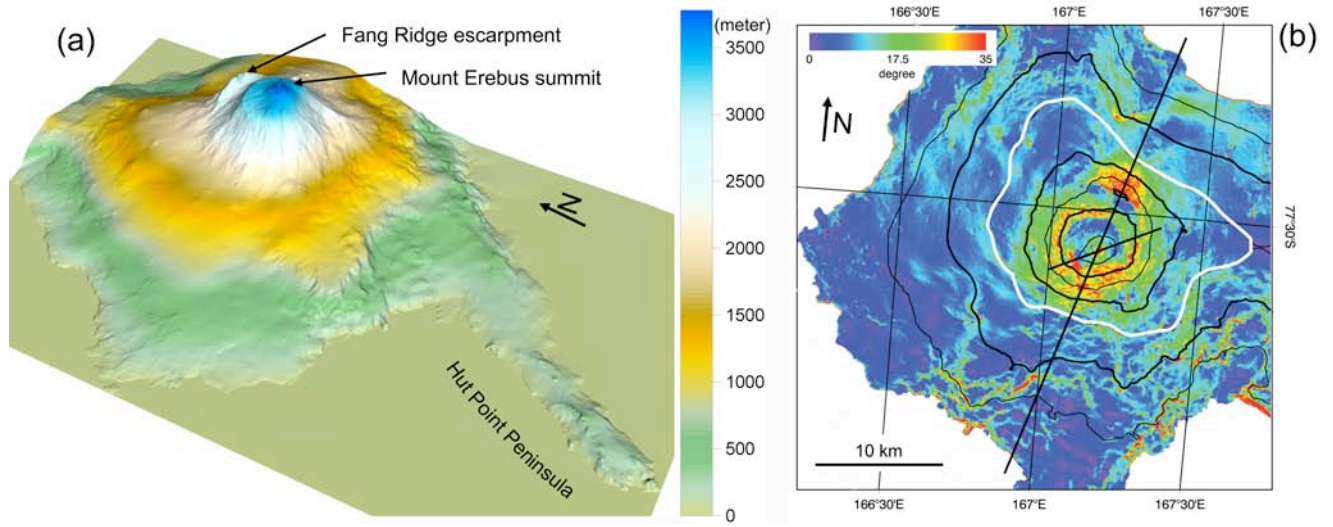 (a)
Fang Ridge escarpment
Mount Erebus summit
N
Hut Point Peninsula
(meter)
3500
3000
2500
2000
1500
1000
500
0
(b)
166°30'E
167°E
167°30'E
0
17.5
35
degree
N
77°30'S
10 km
166°30'E
167°E
167°30'E